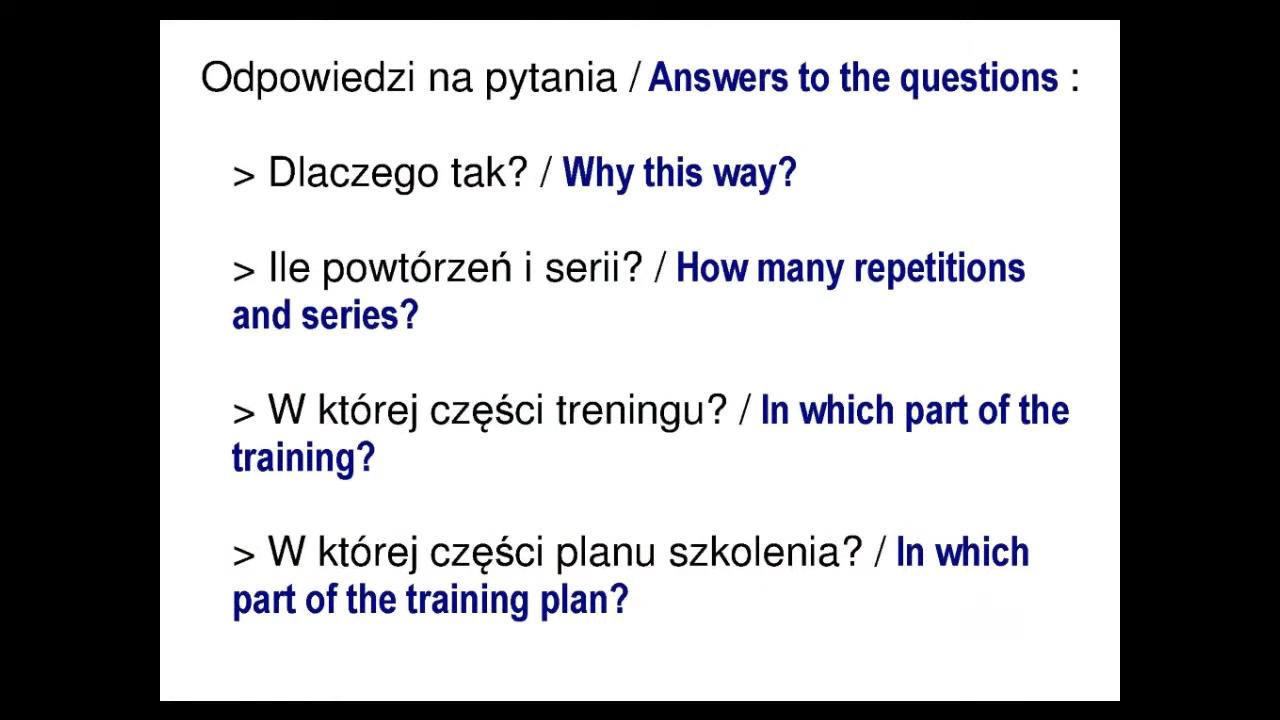 Odpowiedzi na pytania / Answers to the questions :
> Dlaczego tak? / Why this way?
> Ile powtórzeń i serii? / How many repetitions
and series?
> W której części treningu? / In which part of the
training?
> W której części planu szkolenia? / In which
part of the training plan?